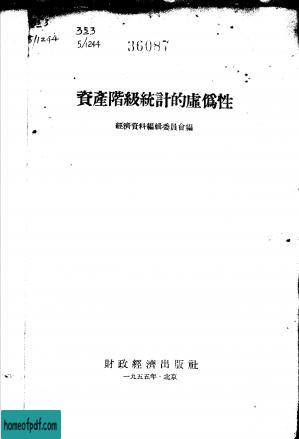 353
5/1244
5/1244
36087
資產階級統計的虛僞性
經濟資料編輯委員會編
財政經濟出版社
一九五五年·北京
homeofpdf.com